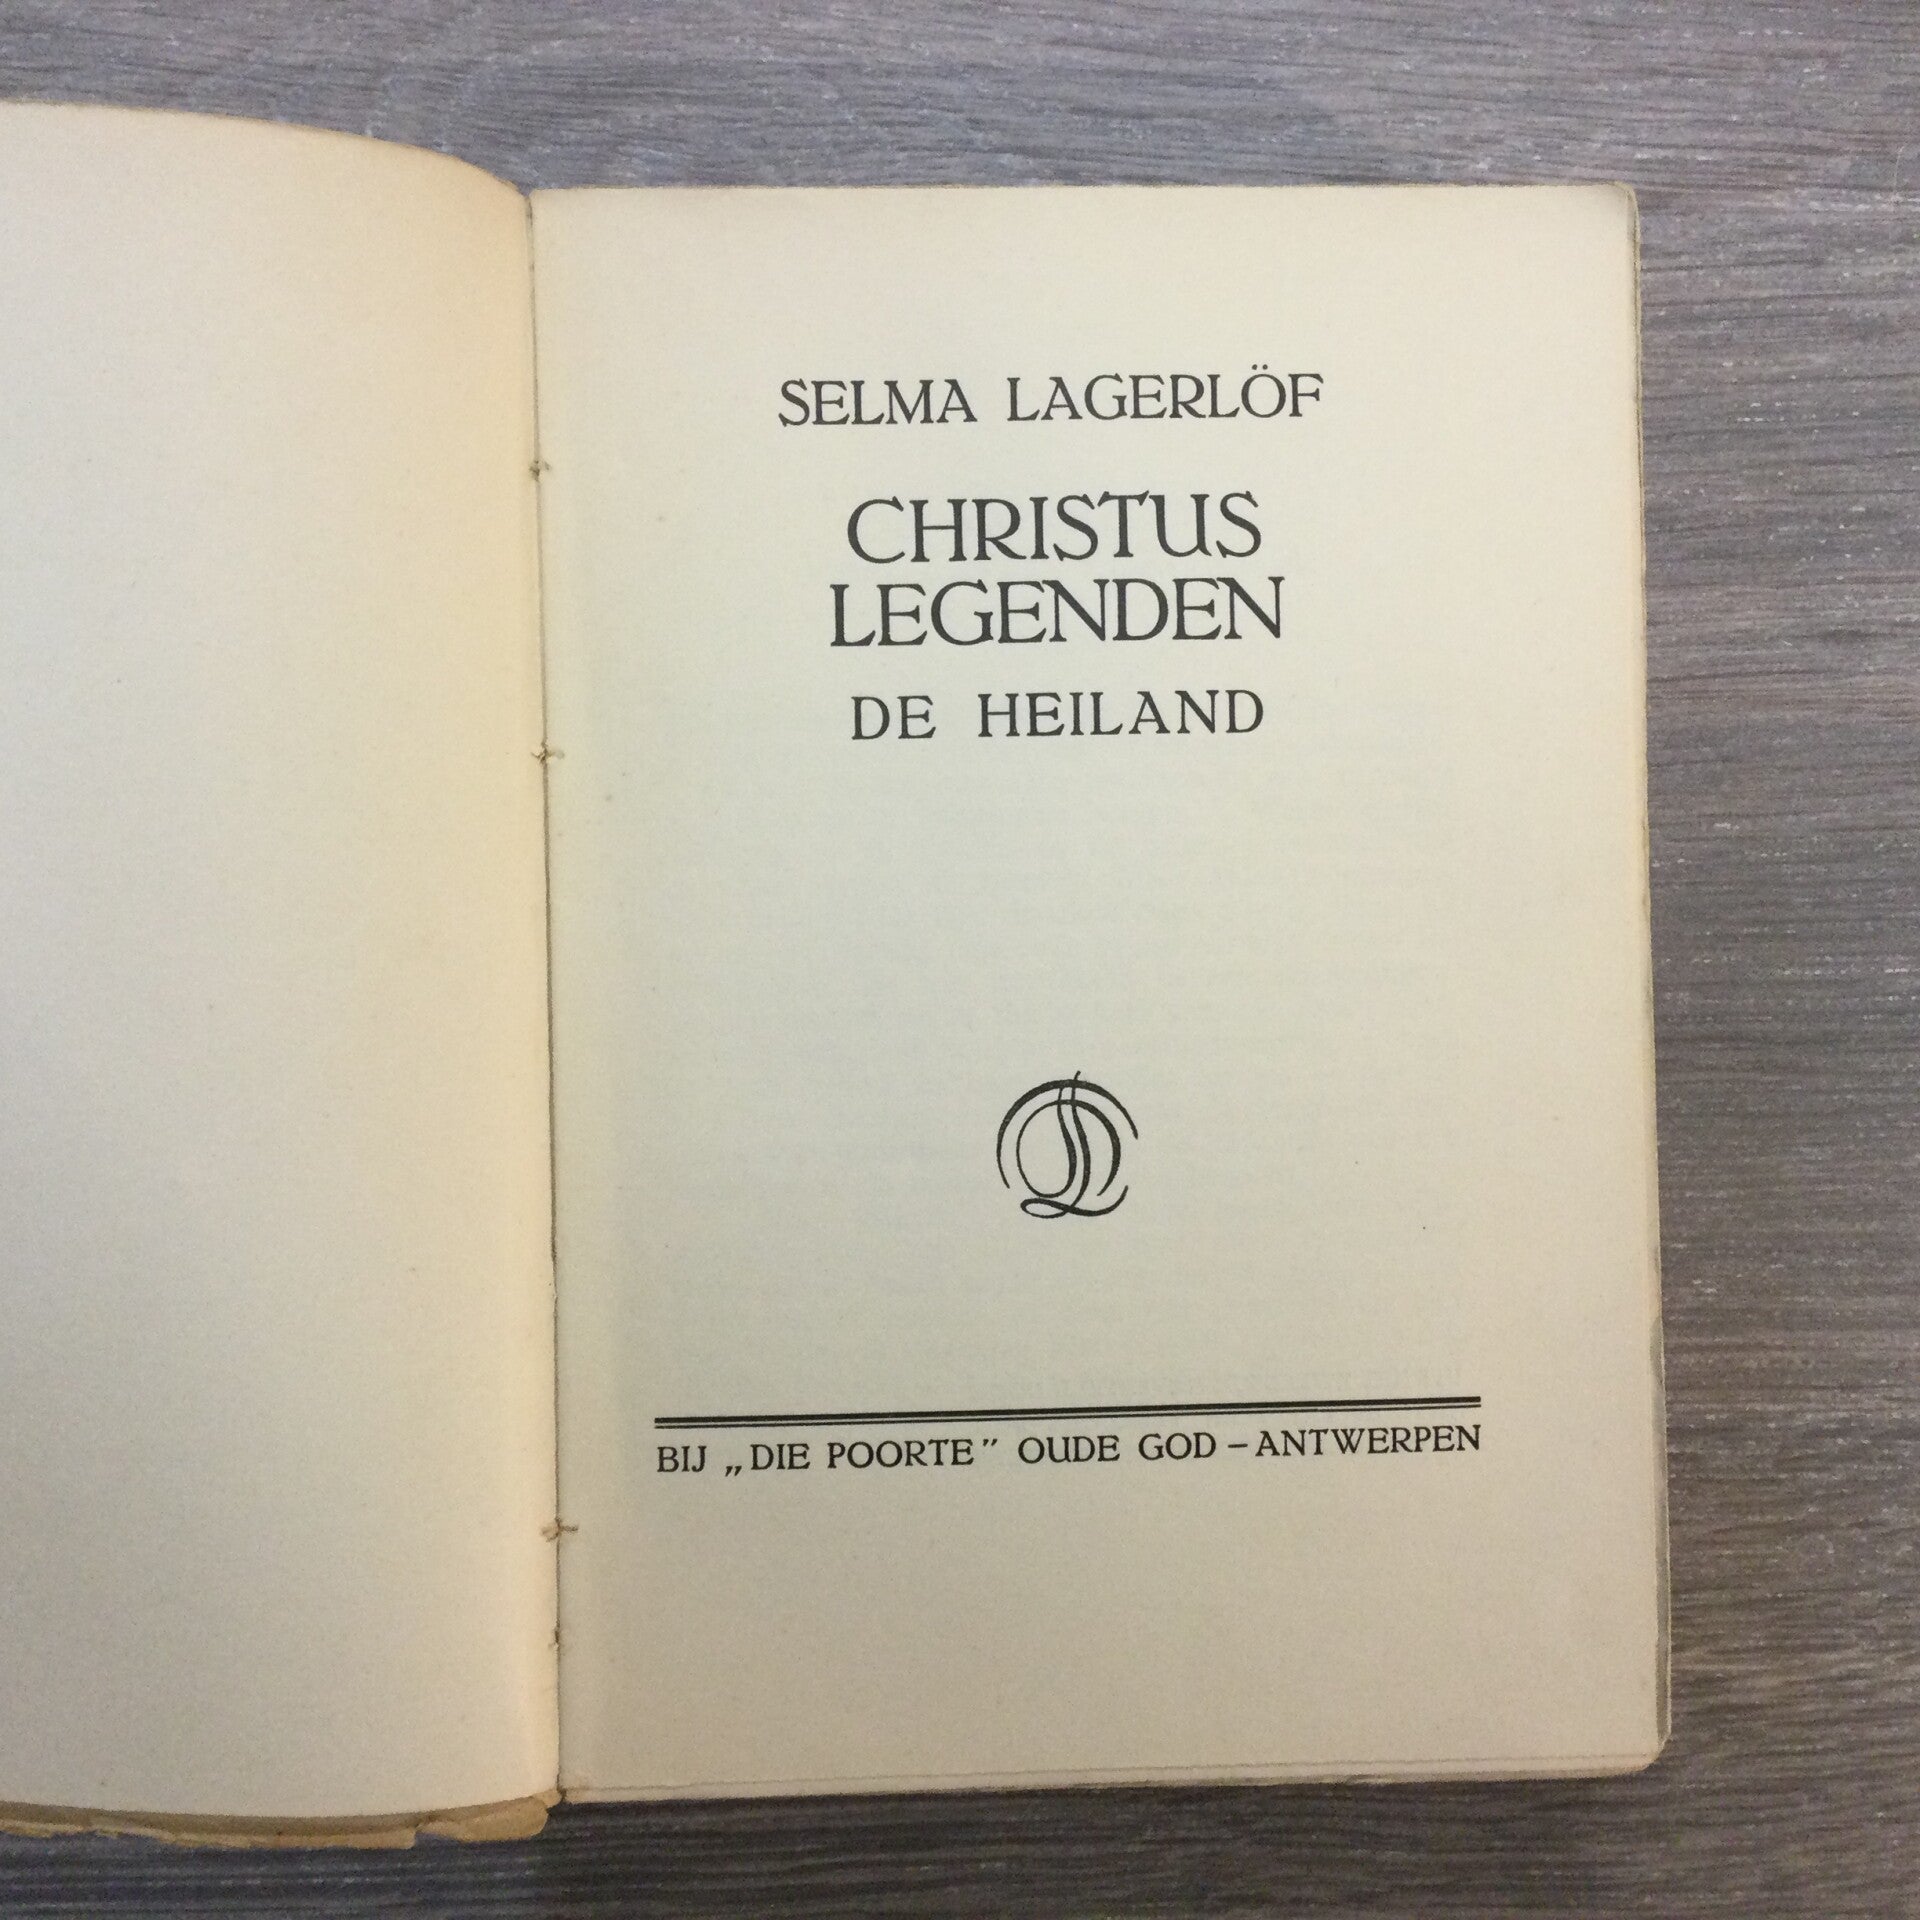 SELMA LAGERLÖF
CHRISTUS
LEGENDEN
DE HEILAND
BIJ „DIE POORTE” OUDE GOD – ANTWERPEN